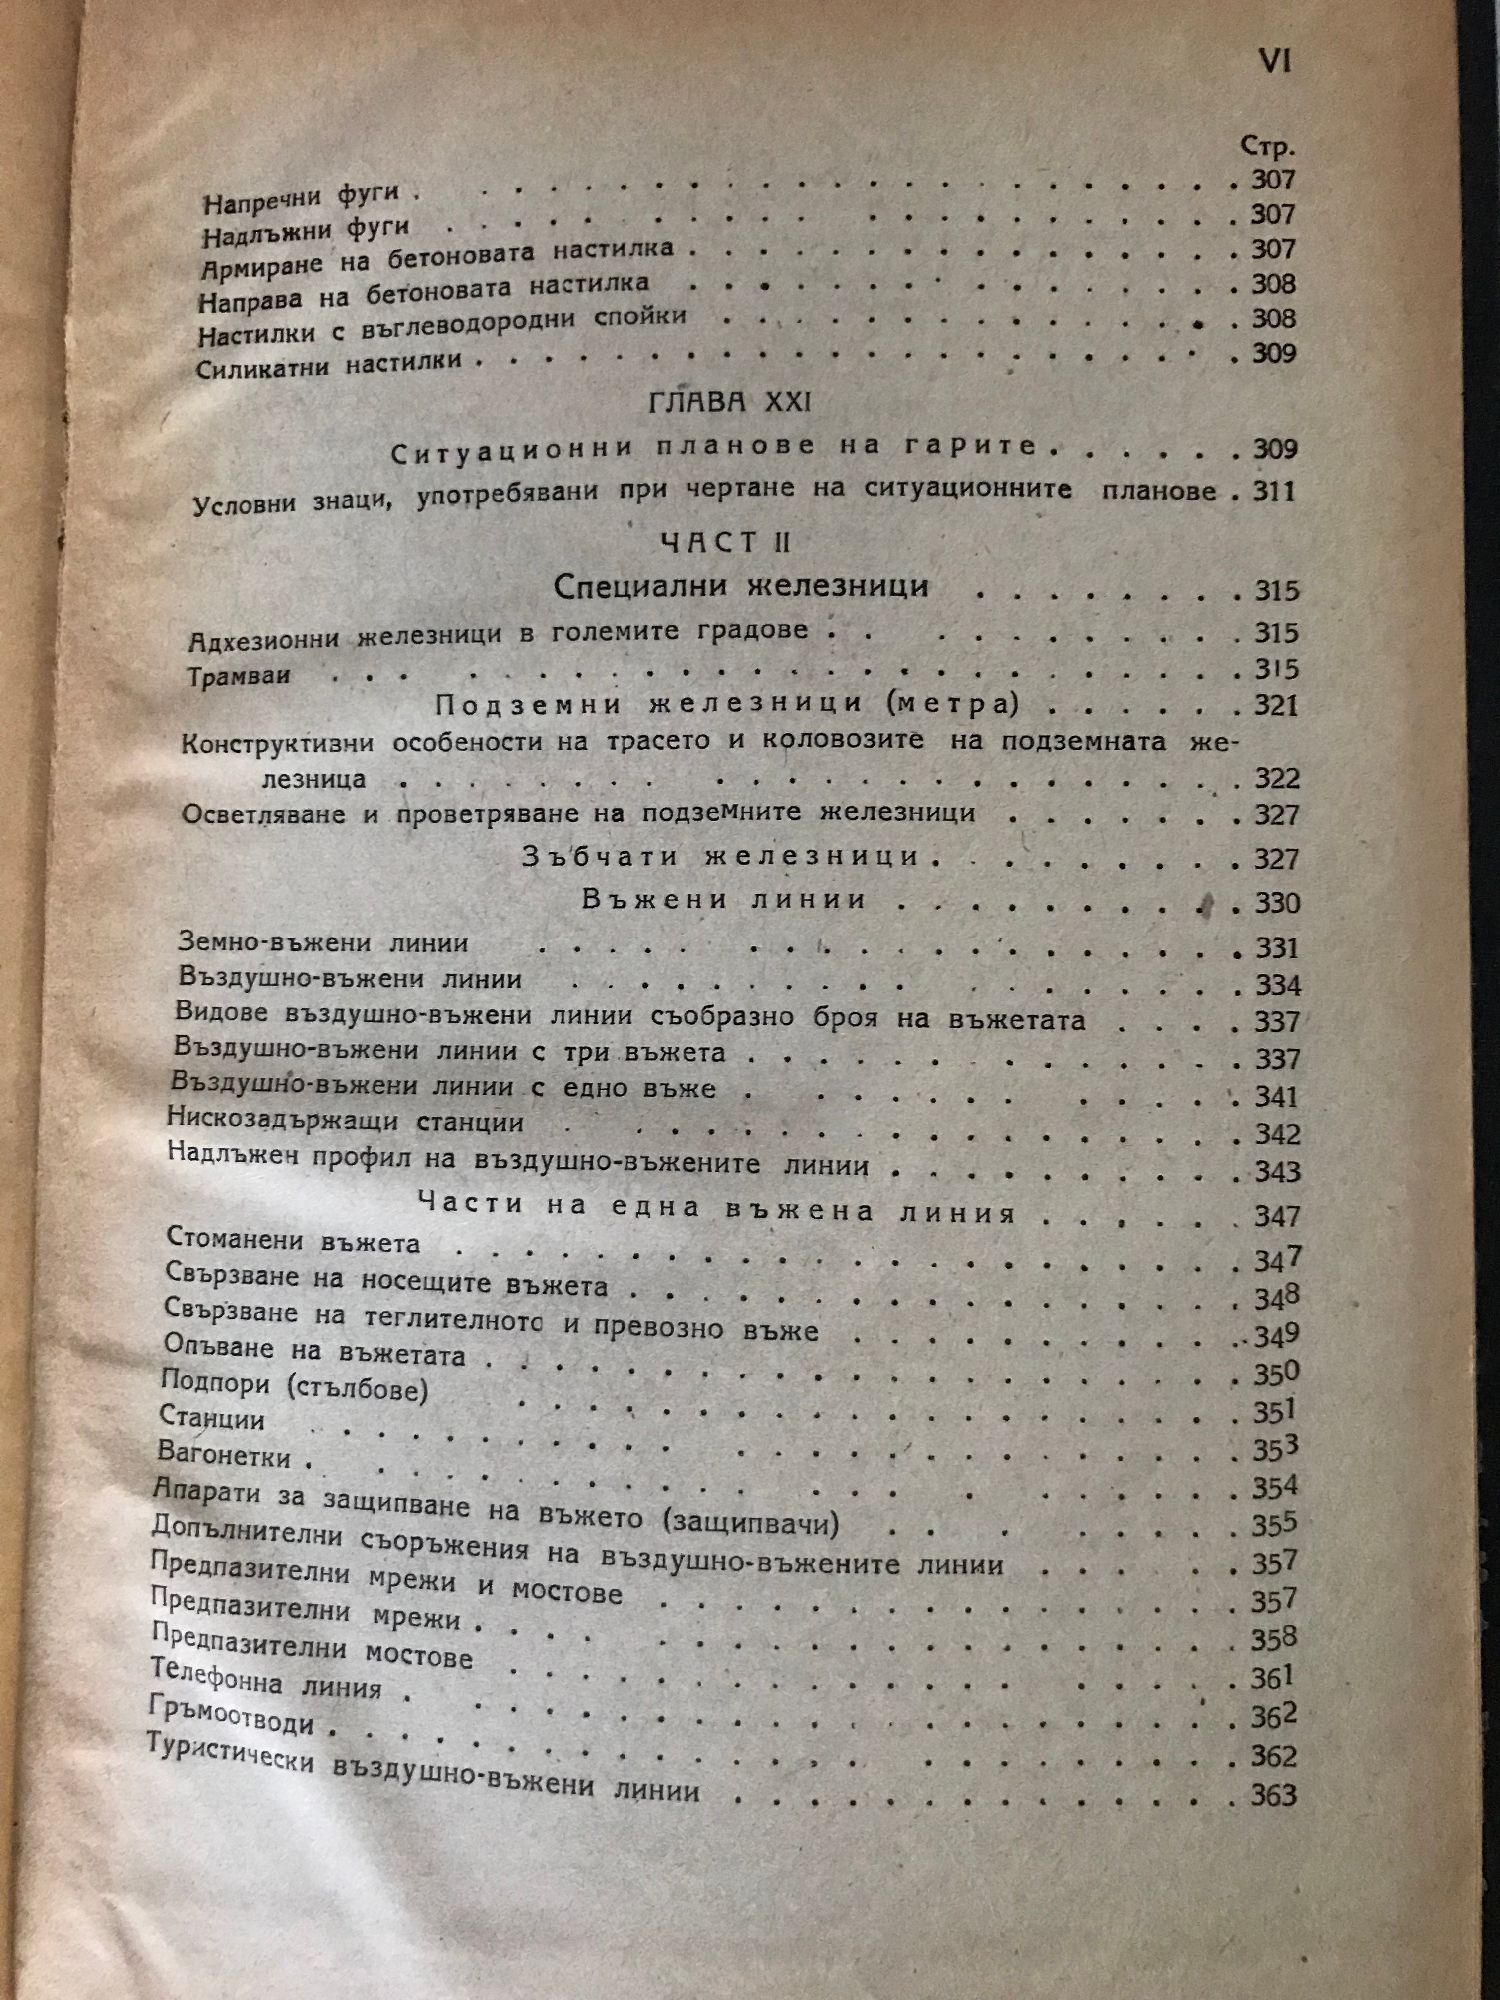 VI
Стр.
Напречни фуги . . . . . . . . . . . . . . . . . . . . . 307
Надлъжни фуги . . . . . . . . . . . . . . . . . . . . 307
Армиране на бетоновата настилка . . . . . . . . . . . . . . . 307
Направа на бетоновата настилка . . . . . . . . . . . . . . . 308
Настилки с въглеводородни спойки . . . . . . . . . . . . . . 308
Силикатни настилки . . . . . . . . . . . . . . . . . . . . . 309
ГЛАВА XXI
Ситуационни планове на гарите . . . . . . 309
Условни знаци, употребявани при чертане на ситуационните планове . 311
ЧАСТ II
Специални железници . . . . . . . . 315
Адхезионни железници в големите градове . . . . . . . . . . 315
Трамваи . . . . . . . . . . . . . . . . . . . . . . . 315
Подземни железници (метра) . . . . . . 321
Конструктивни особености на трасето и коловозите на подземната же-
лезница . . . . . . . . . . . . . . . . . . . . . . 322
Осветляване и проветряване на подземните железници . . . . . . . 327
Зъбчати железници . . . . . . . . . 327
Въжени линии . . . . . . . . . . 330
Земно-въжени линии . . . . . . . . . . . . . . . . . . 331
Въздушно-въжени линии . . . . . . . . . . . . . . . . . 334
Видове въздушно-въжени линии съобразно броя на въжетата . . . . 337
Въздушно-въжени линии с три въжета . . . . . . . . . . . . . . 337
Въздушно-въжени линии с едно въже . . . . . . . . . . . . 341
Нискозадържащи станции . . . . . . . . . . . . . . . . . . 342
Надлъжен профил на въздушно-въжените линии . . . . . . . . . . 343
Части на една въжена линия . . . . . . 347
Стоманени въжета . . . . . . . . . . . . . . . . . . . . . . 347
Свързване на носещите въжета . . . . . . . . . . . . . . . . . 348
Свързване на теглителното и превозно въже . . . . . . . . . . . 349
Опъване на въжетата . . . . . . . . . . . . . . . . . . . . . 350
Подпори (стълбове) . . . . . . . . . . . . . . . . . . . . 351
Станции . . . . . . . . . . . . . . . . . . . . . . . . 353
Вагонетки . . . . . . . . . . . . . . . . . . . . . . 354
Апарати за защипване на въжето (защипвачи) . . . . . . . . 355
Допълнителни съоръжения на въздушно-въжените линии . . . . . 357
Предпазителни мрежи и мостове . . . . . . . . . . . . . . . . 357
Предпазителни мрежи . . . . . . . . . . . . . . . . . . . . 358
Предпазителни мостове . . . . . . . . . . . . . . . . . . . 361
Телефонна линия . . . . . . . . . . . . . . . . . . . . . . 362
Гръмоотводи . . . . . . . . . . . . . . . . . . . . . . . . 362
Туристически въздушно-въжени линии . . . . . . . . . . . . . . 363